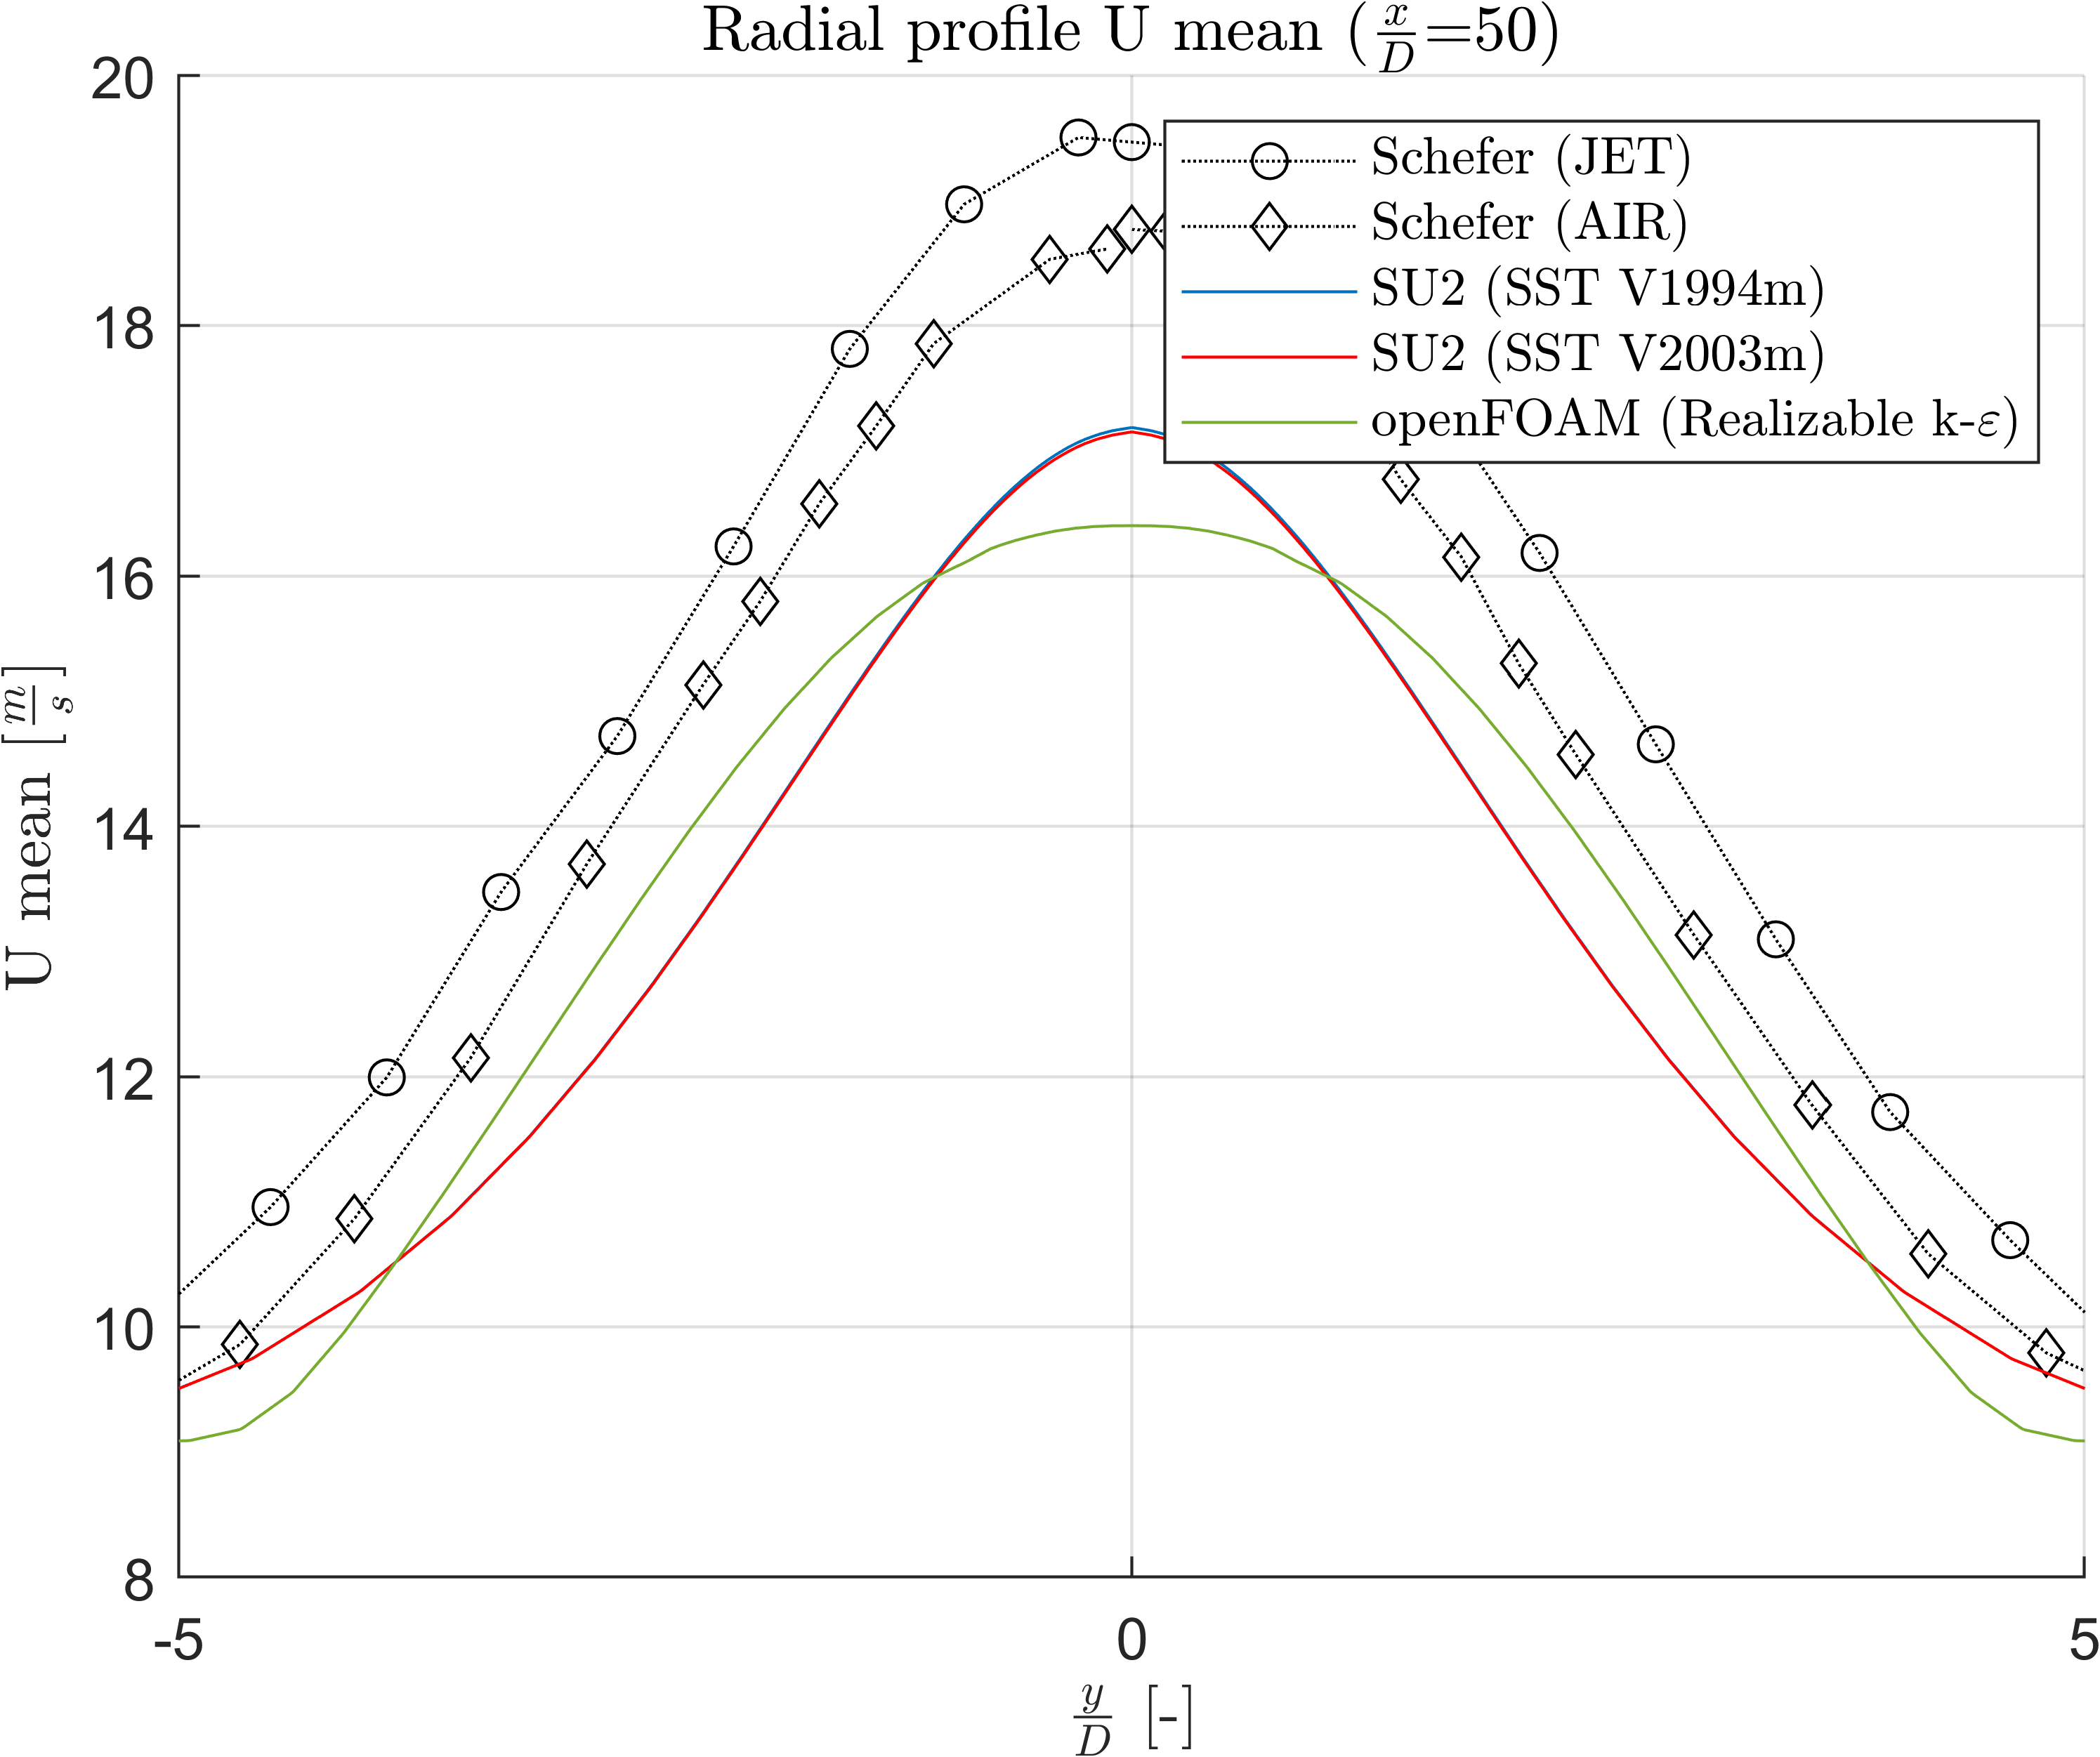 Radial profile U mean (x/D=50)
20
18
16
14
12
10
8
U mean [m/s]
Schefer (JET)
Schefer (AIR)
SU2 (SST V1994m)
SU2 (SST V2003m)
openFOAM (Realizable k-ε)
-5
0
5
y/D [-]